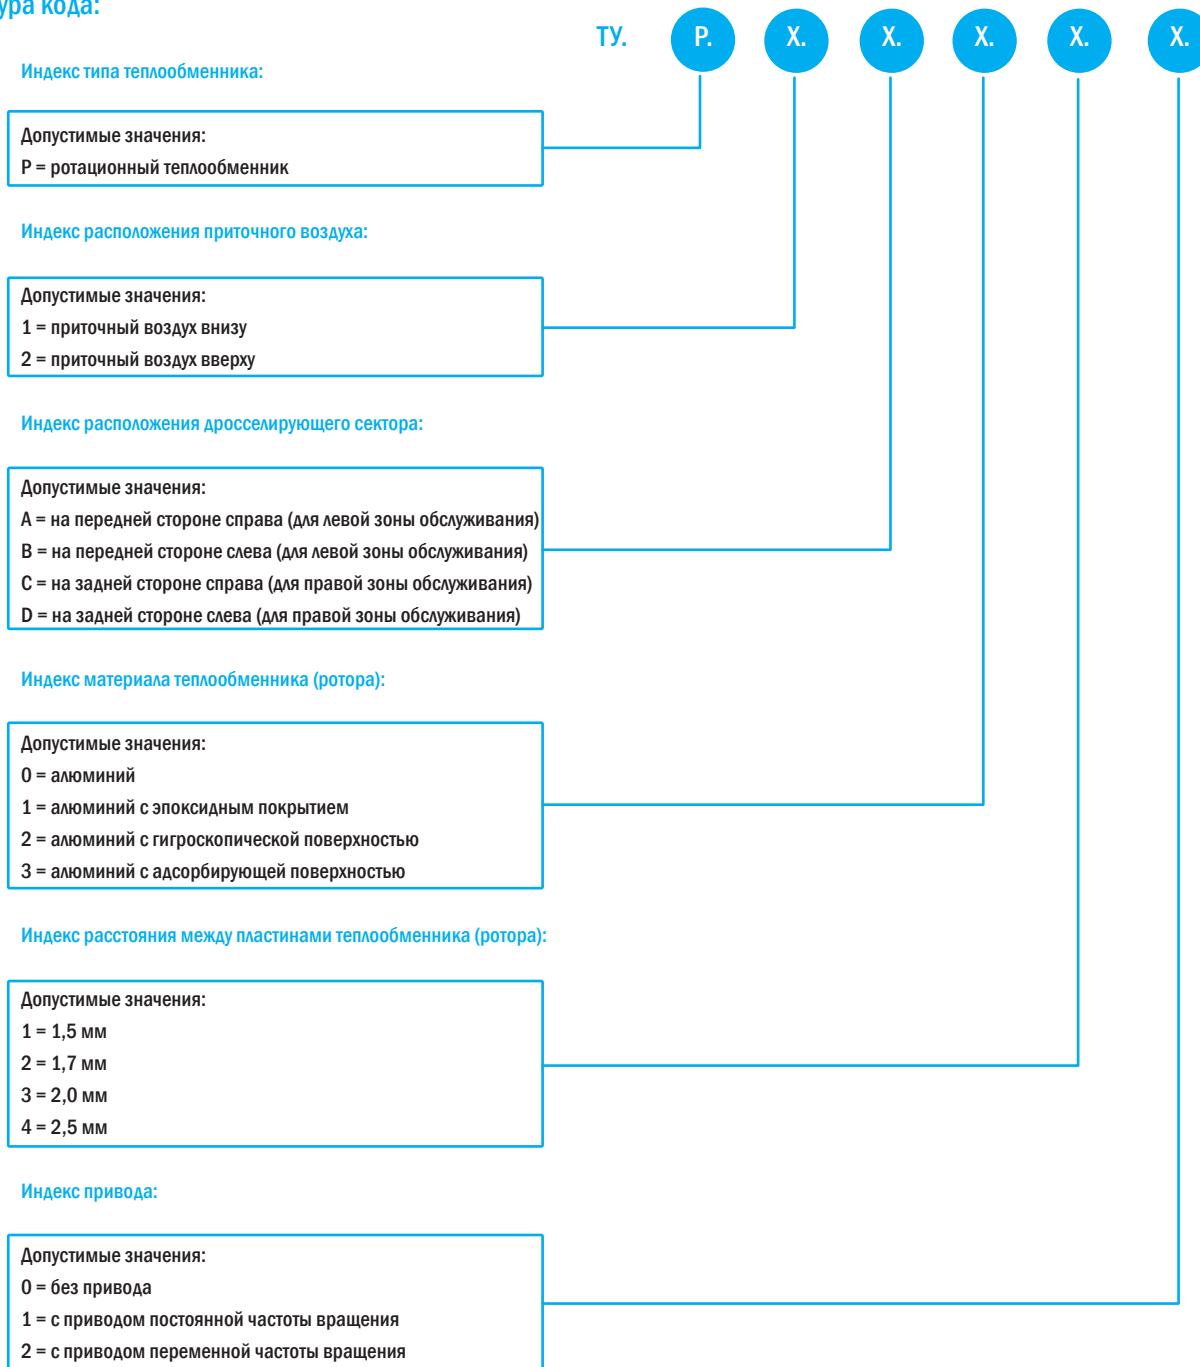 ура кода:
ТУ. Р. Х. Х. Х. Х. Х.
Индекс типа теплообменника:
Допустимые значения:
Р = ротационный теплообменник
Индекс расположения приточного воздуха:
Допустимые значения:
1 = приточный воздух внизу
2 = приточный воздух вверху
Индекс расположения дросселирующего сектора:
Допустимые значения:
A = на передней стороне справа (для левой зоны обслуживания)
B = на передней стороне слева (для левой зоны обслуживания)
C = на задней стороне справа (для правой зоны обслуживания)
D = на задней стороне слева (для правой зоны обслуживания)
Индекс материала теплообменника (ротора):
Допустимые значения:
0 = алюминий
1 = алюминий с эпоксидным покрытием
2 = алюминий с гигроскопической поверхностью
3 = алюминий с адсорбирующей поверхностью
Индекс расстояния между пластинами теплообменника (ротора):
Допустимые значения:
1 = 1,5 мм
2 = 1,7 мм
3 = 2,0 мм
4 = 2,5 мм
Индекс привода:
Допустимые значения:
0 = без привода
1 = с приводом постоянной частоты вращения
2 = с приводом переменной частоты вращения